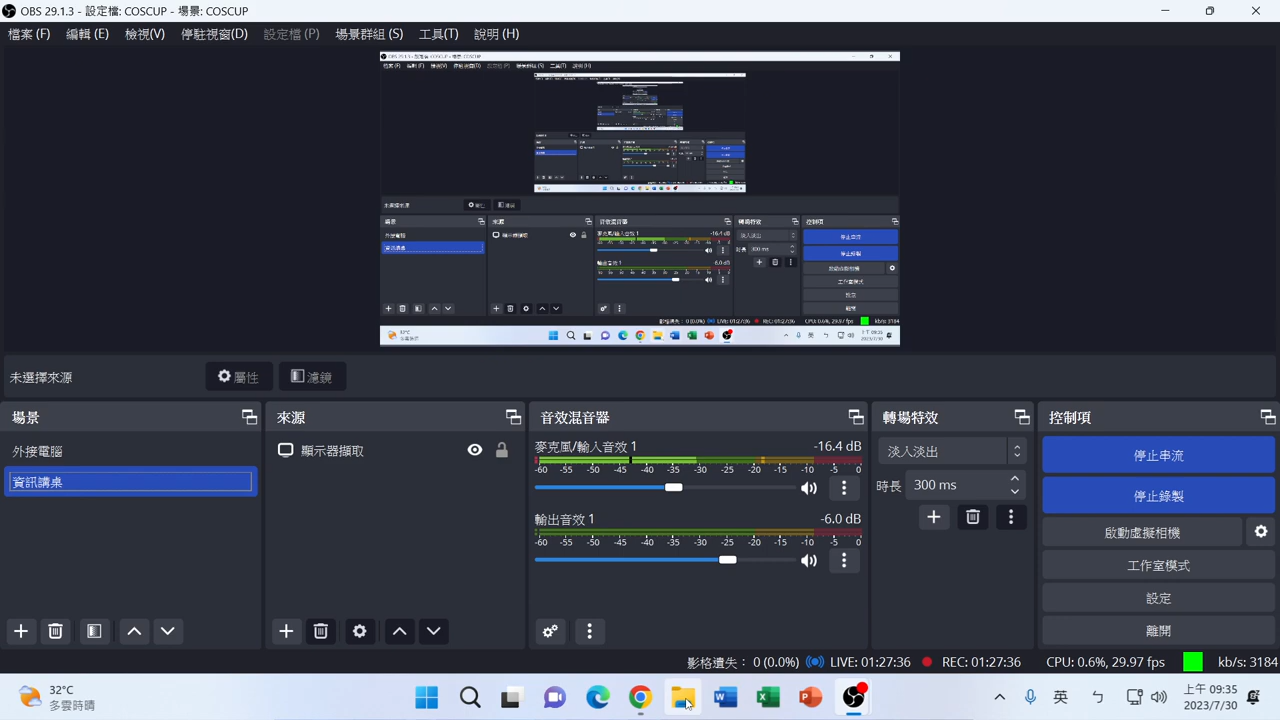 OBS 29.1.3 - 設定檔: COSCUP - 場景: COSCUP
檔案(F) 編輯(E) 檢視(V) 停駐視窗(D) 設定檔(P) 場景群組(S) 工具(T) 說明(H)
未選擇來源 屬性 濾鏡
場景 來源 音效混音器 轉場特效 控制項
外接電腦
資訊講桌
顯示器擷取
麥克風/輸入音效 1 -16.4 dB
-60 -55 -50 -45 -40 -35 -30 -25 -20 -15 -10 -5 0
輸出音效 1 -6.0 dB
-60 -55 -50 -45 -40 -35 -30 -25 -20 -15 -10 -5 0
淡入淡出
時長 300 ms
停止串流
停止錄製
啟動虛擬相機
工作室模式
設定
離開
影格遺失: 0 (0.0%) LIVE: 01:27:36 REC: 01:27:36 CPU: 0.6%, 29.97 fps kb/s: 3184
32°C
多雲時晴
英 ㄅ
上午 09:35
2023/7/30